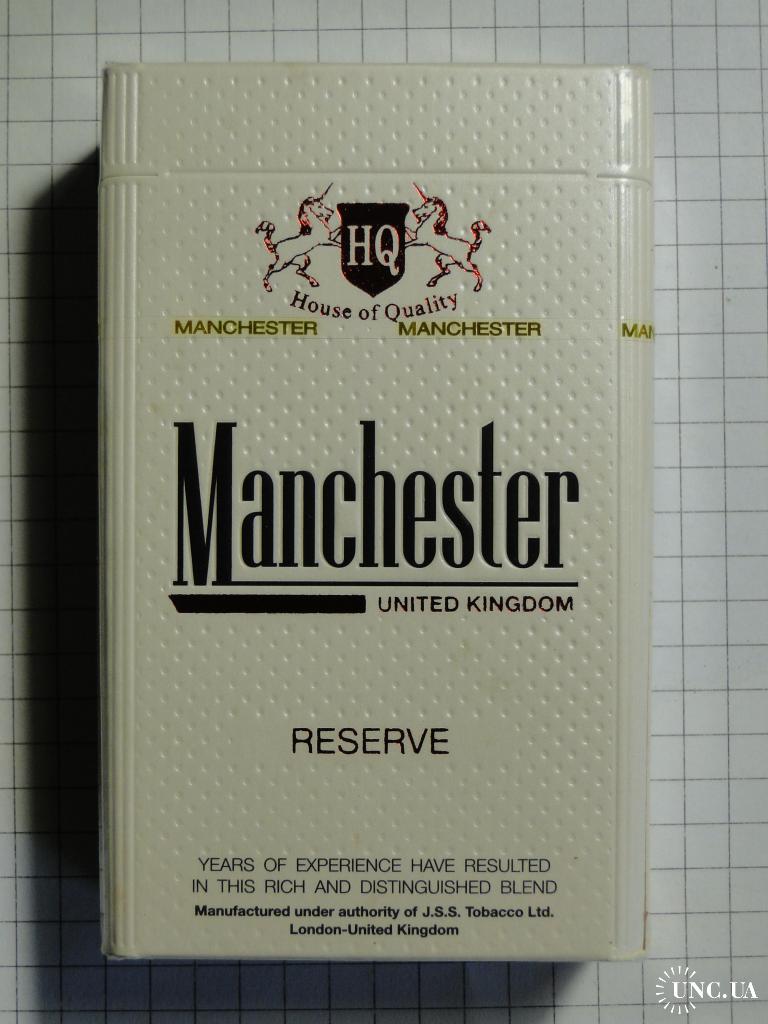 HQ
House of Quality
MANCHESTER MANCHESTER MAN
Manchester
UNITED KINGDOM
RESERVE
YEARS OF EXPERIENCE HAVE RESULTED
IN THIS RICH AND DISTINGUISHED BLEND
Manufactured under authority of J.S.S. Tobacco Ltd.
London-United Kingdom
UNC.UA